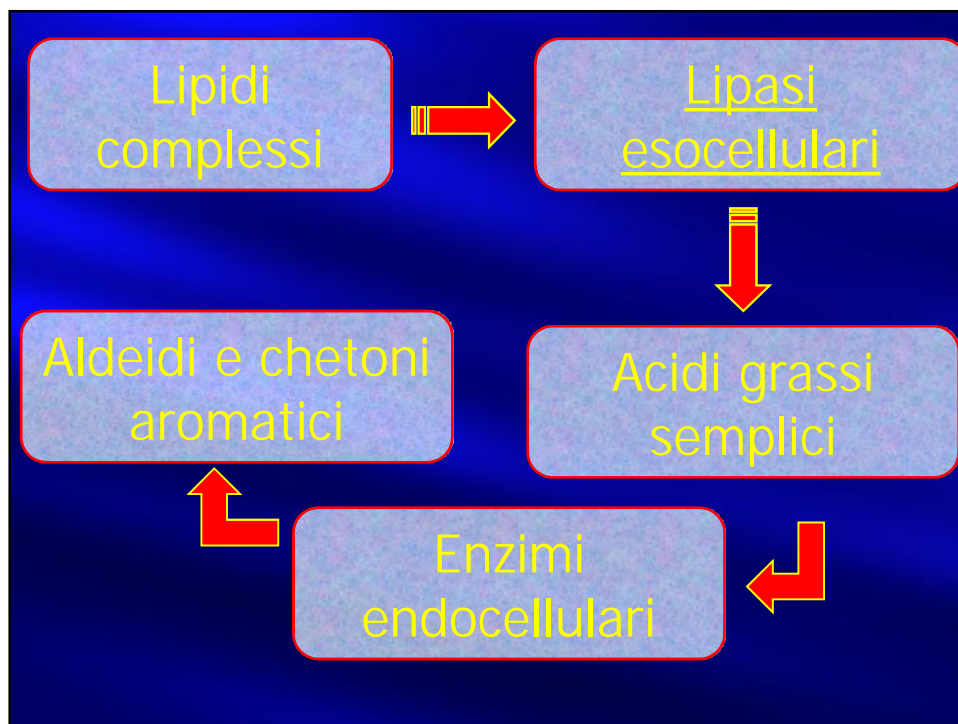 Lipidi
complessi
Lipasi
esocellulari
Aldeidi e chetoni
aromatici
Acidi grassi
semplici
Enzimi
endocellulari